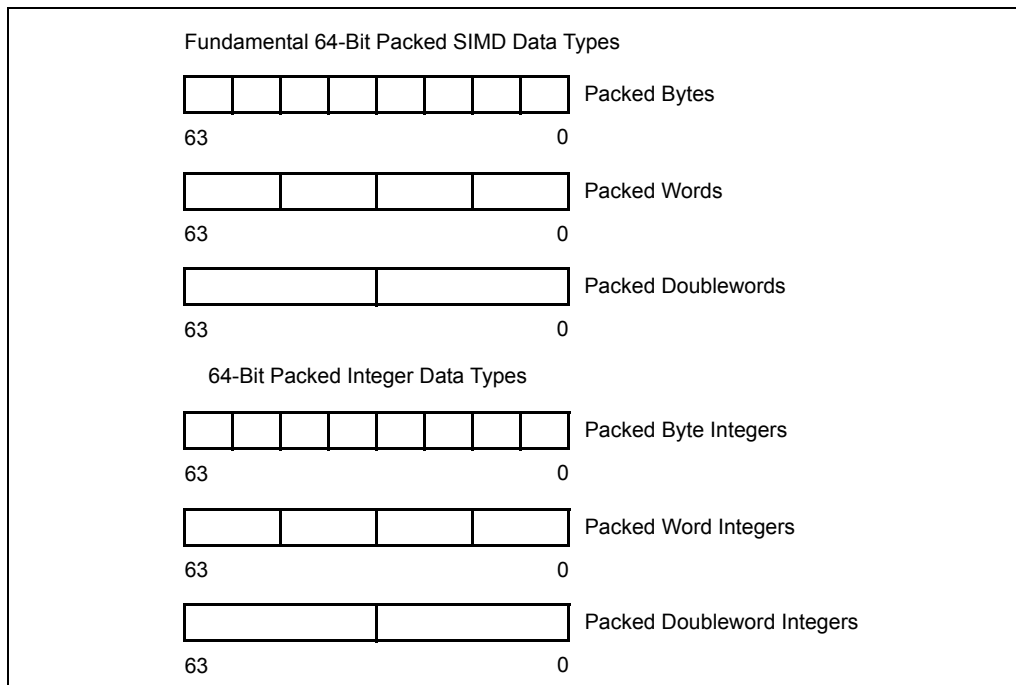 Fundamental 64-Bit Packed SIMD Data Types
Packed Bytes
63 0
Packed Words
63 0
Packed Doublewords
63 0
64-Bit Packed Integer Data Types
Packed Byte Integers
63 0
Packed Word Integers
63 0
Packed Doubleword Integers
63 0